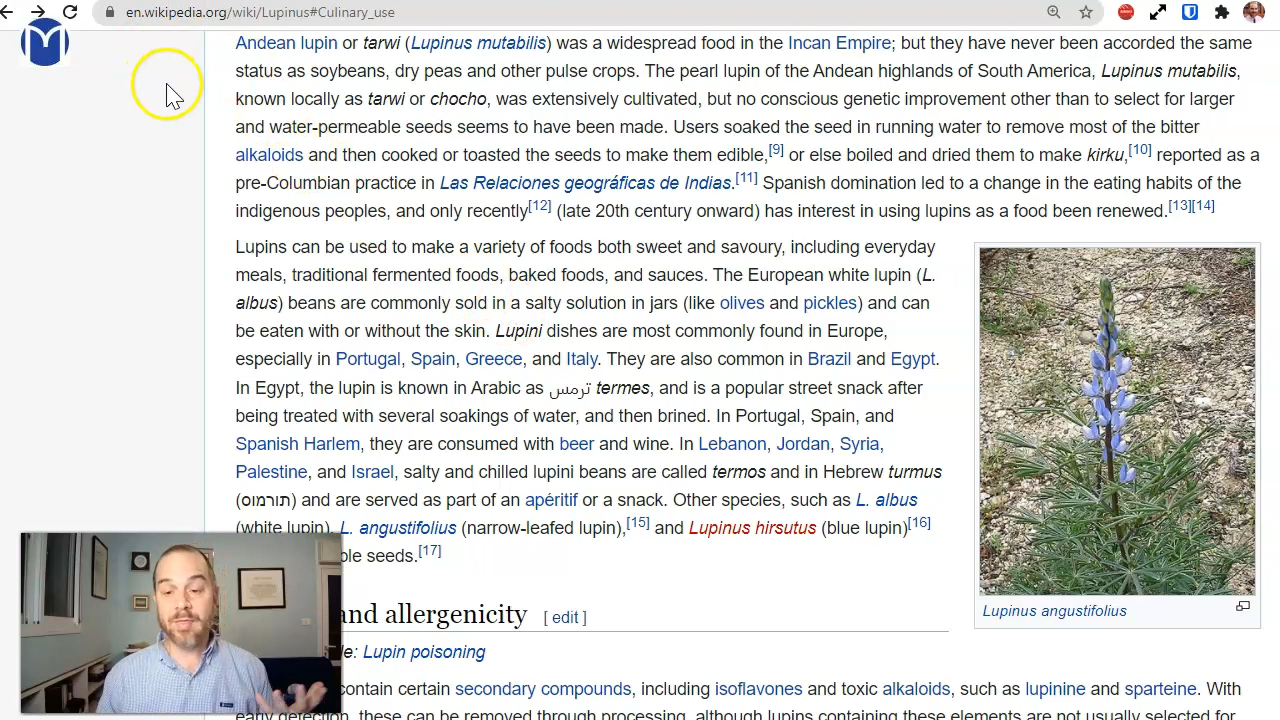 en.wikipedia.org/wiki/Lupinus#Culinary_use
Andean lupin or tarwi (Lupinus mutabilis) was a widespread food in the Incan Empire; but they have never been accorded the same
status as soybeans, dry peas and other pulse crops. The pearl lupin of the Andean highlands of South America, Lupinus mutabilis,
known locally as tarwi or chocho, was extensively cultivated, but no conscious genetic improvement other than to select for larger
and water-permeable seeds seems to have been made. Users soaked the seed in running water to remove most of the bitter
alkaloids and then cooked or toasted the seeds to make them edible,[9] or else boiled and dried them to make kirku,[10] reported as a
pre-Columbian practice in Las Relaciones geográficas de Indias.[11] Spanish domination led to a change in the eating habits of the
indigenous peoples, and only recently[12] (late 20th century onward) has interest in using lupins as a food been renewed.[13][14]
Lupins can be used to make a variety of foods both sweet and savoury, including everyday
meals, traditional fermented foods, baked foods, and sauces. The European white lupin (L.
albus) beans are commonly sold in a salty solution in jars (like olives and pickles) and can
be eaten with or without the skin. Lupini dishes are most commonly found in Europe,
especially in Portugal, Spain, Greece, and Italy. They are also common in Brazil and Egypt.
In Egypt, the lupin is known in Arabic as ترمس termes, and is a popular street snack after
being treated with several soakings of water, and then brined. In Portugal, Spain, and
Spanish Harlem, they are consumed with beer and wine. In Lebanon, Jordan, Syria,
Palestine, and Israel, salty and chilled lupini beans are called termos and in Hebrew turmus
(תורמוס) and are served as part of an apéritif or a snack. Other species, such as L. albus
(white lupin), L. angustifolius (narrow-leafed lupin),[15] and Lupinus hirsutus (blue lupin)[16]
ble seeds.[17]
Lupinus angustifolius
and allergenicity [ edit ]
e: Lupin poisoning
contain certain secondary compounds, including isoflavones and toxic alkaloids, such as lupinine and sparteine. With
early detection, these can be removed through processing, although lupins containing these elements are not usually selected for